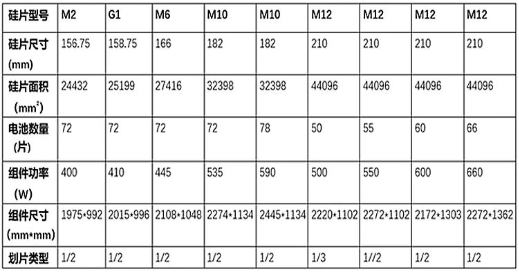 硅片型号 M2 G1 M6 M10 M10 M12 M12 M12 M12
硅片尺寸 156.75 158.75 166 182 182 210 210 210 210
(mm)
硅片面积 24432 25199 27416 32398 32398 44096 44096 44096 44096
(mm²)
电池数量 72 72 72 72 78 50 55 60 66
(片)
组件功率 400 410 445 535 590 500 550 600 660
(W)
组件尺寸 1975*992 2015*996 2108*1048 2274*1134 2445*1134 2220*1102 2272*1102 2172*1303 2272*1362
(mm*mm)
划片类型 1/2 1/2 1/2 1/2 1/2 1/3 1//2 1/2 1/2